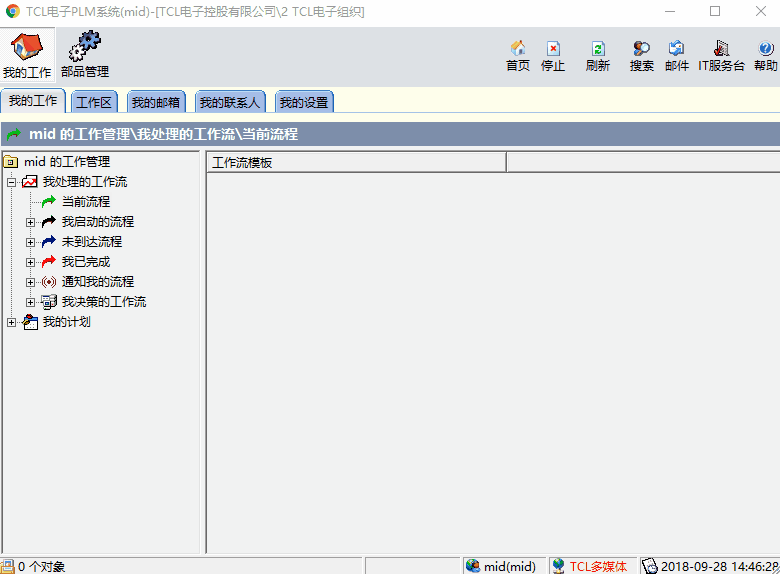 TCL电子PLM系统(mid)-[TCL电子控股有限公司\2 TCL电子组织]
我的工作 部品管理 首页 停止 刷新 搜索 邮件 IT服务台 帮助
我的工作 工作区 我的邮箱 我的联系人 我的设置
mid 的工作管理\我处理的工作流\当前流程
mid 的工作管理
我处理的工作流
当前流程
我启动的流程
未到达流程
我已完成
通知我的流程
我决策的工作流
我的计划
工作流模板
0 个对象 mid(mid) TCL多媒体 2018-09-28 14:46:28